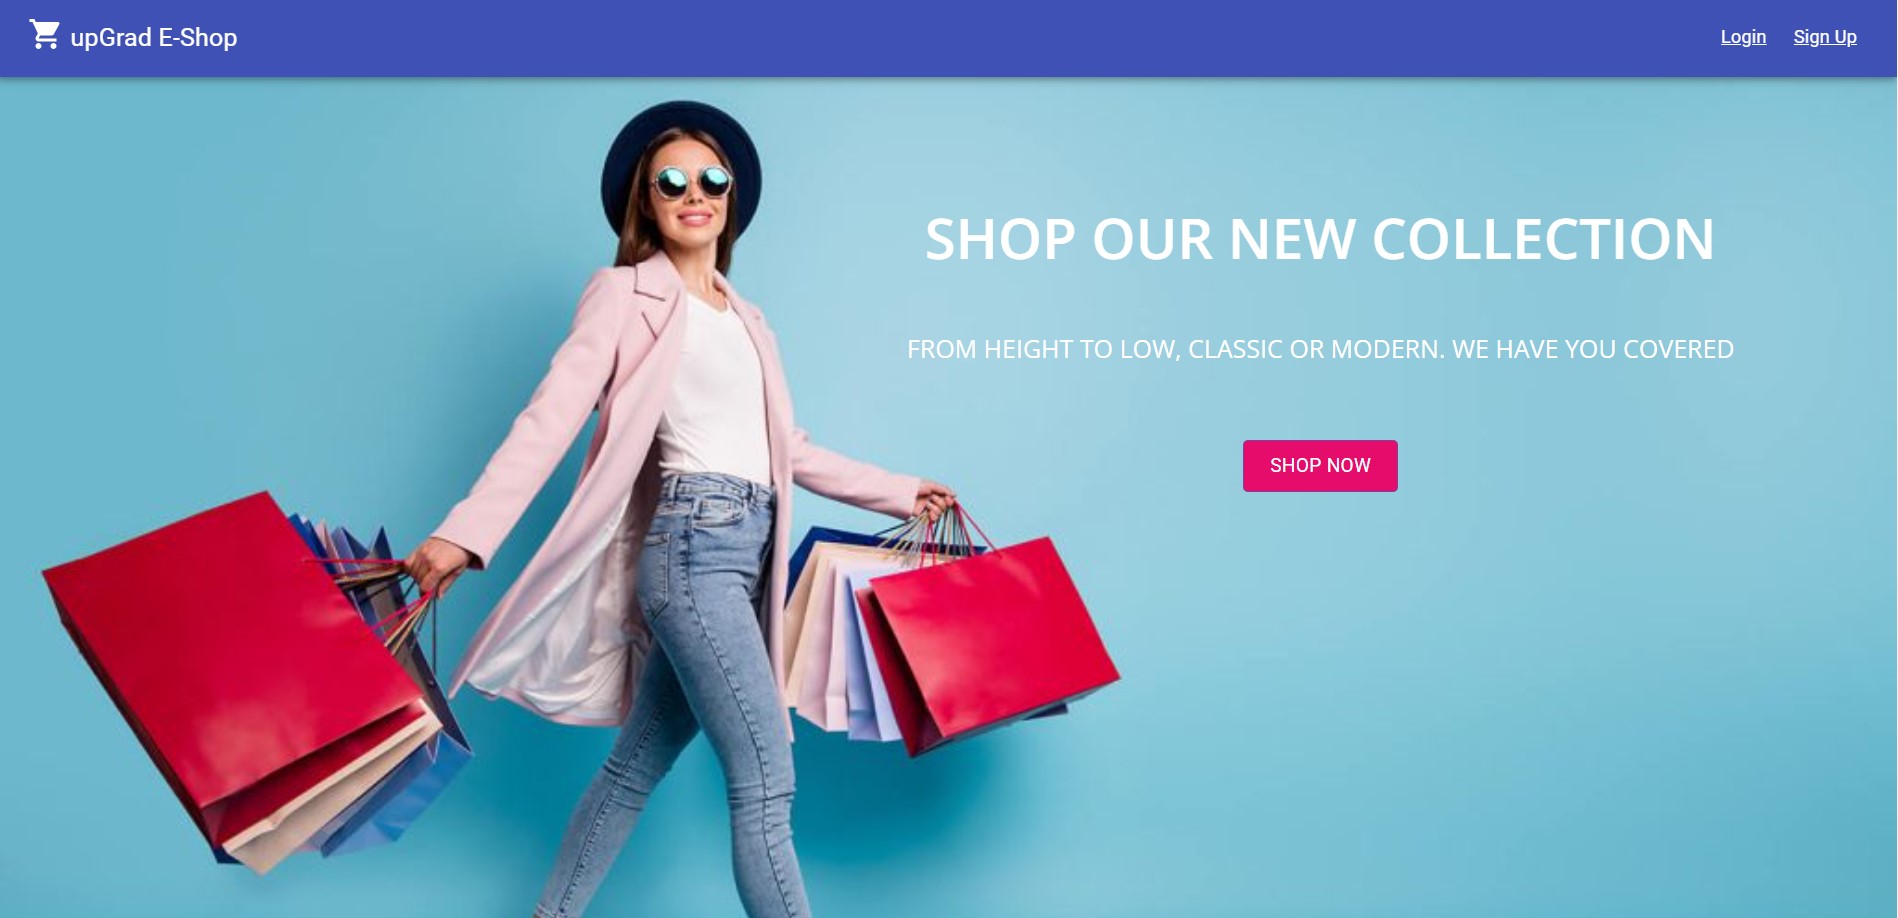 upGrad E-Shop
Login Sign Up
SHOP OUR NEW COLLECTION
FROM HEIGHT TO LOW, CLASSIC OR MODERN. WE HAVE YOU COVERED
SHOP NOW